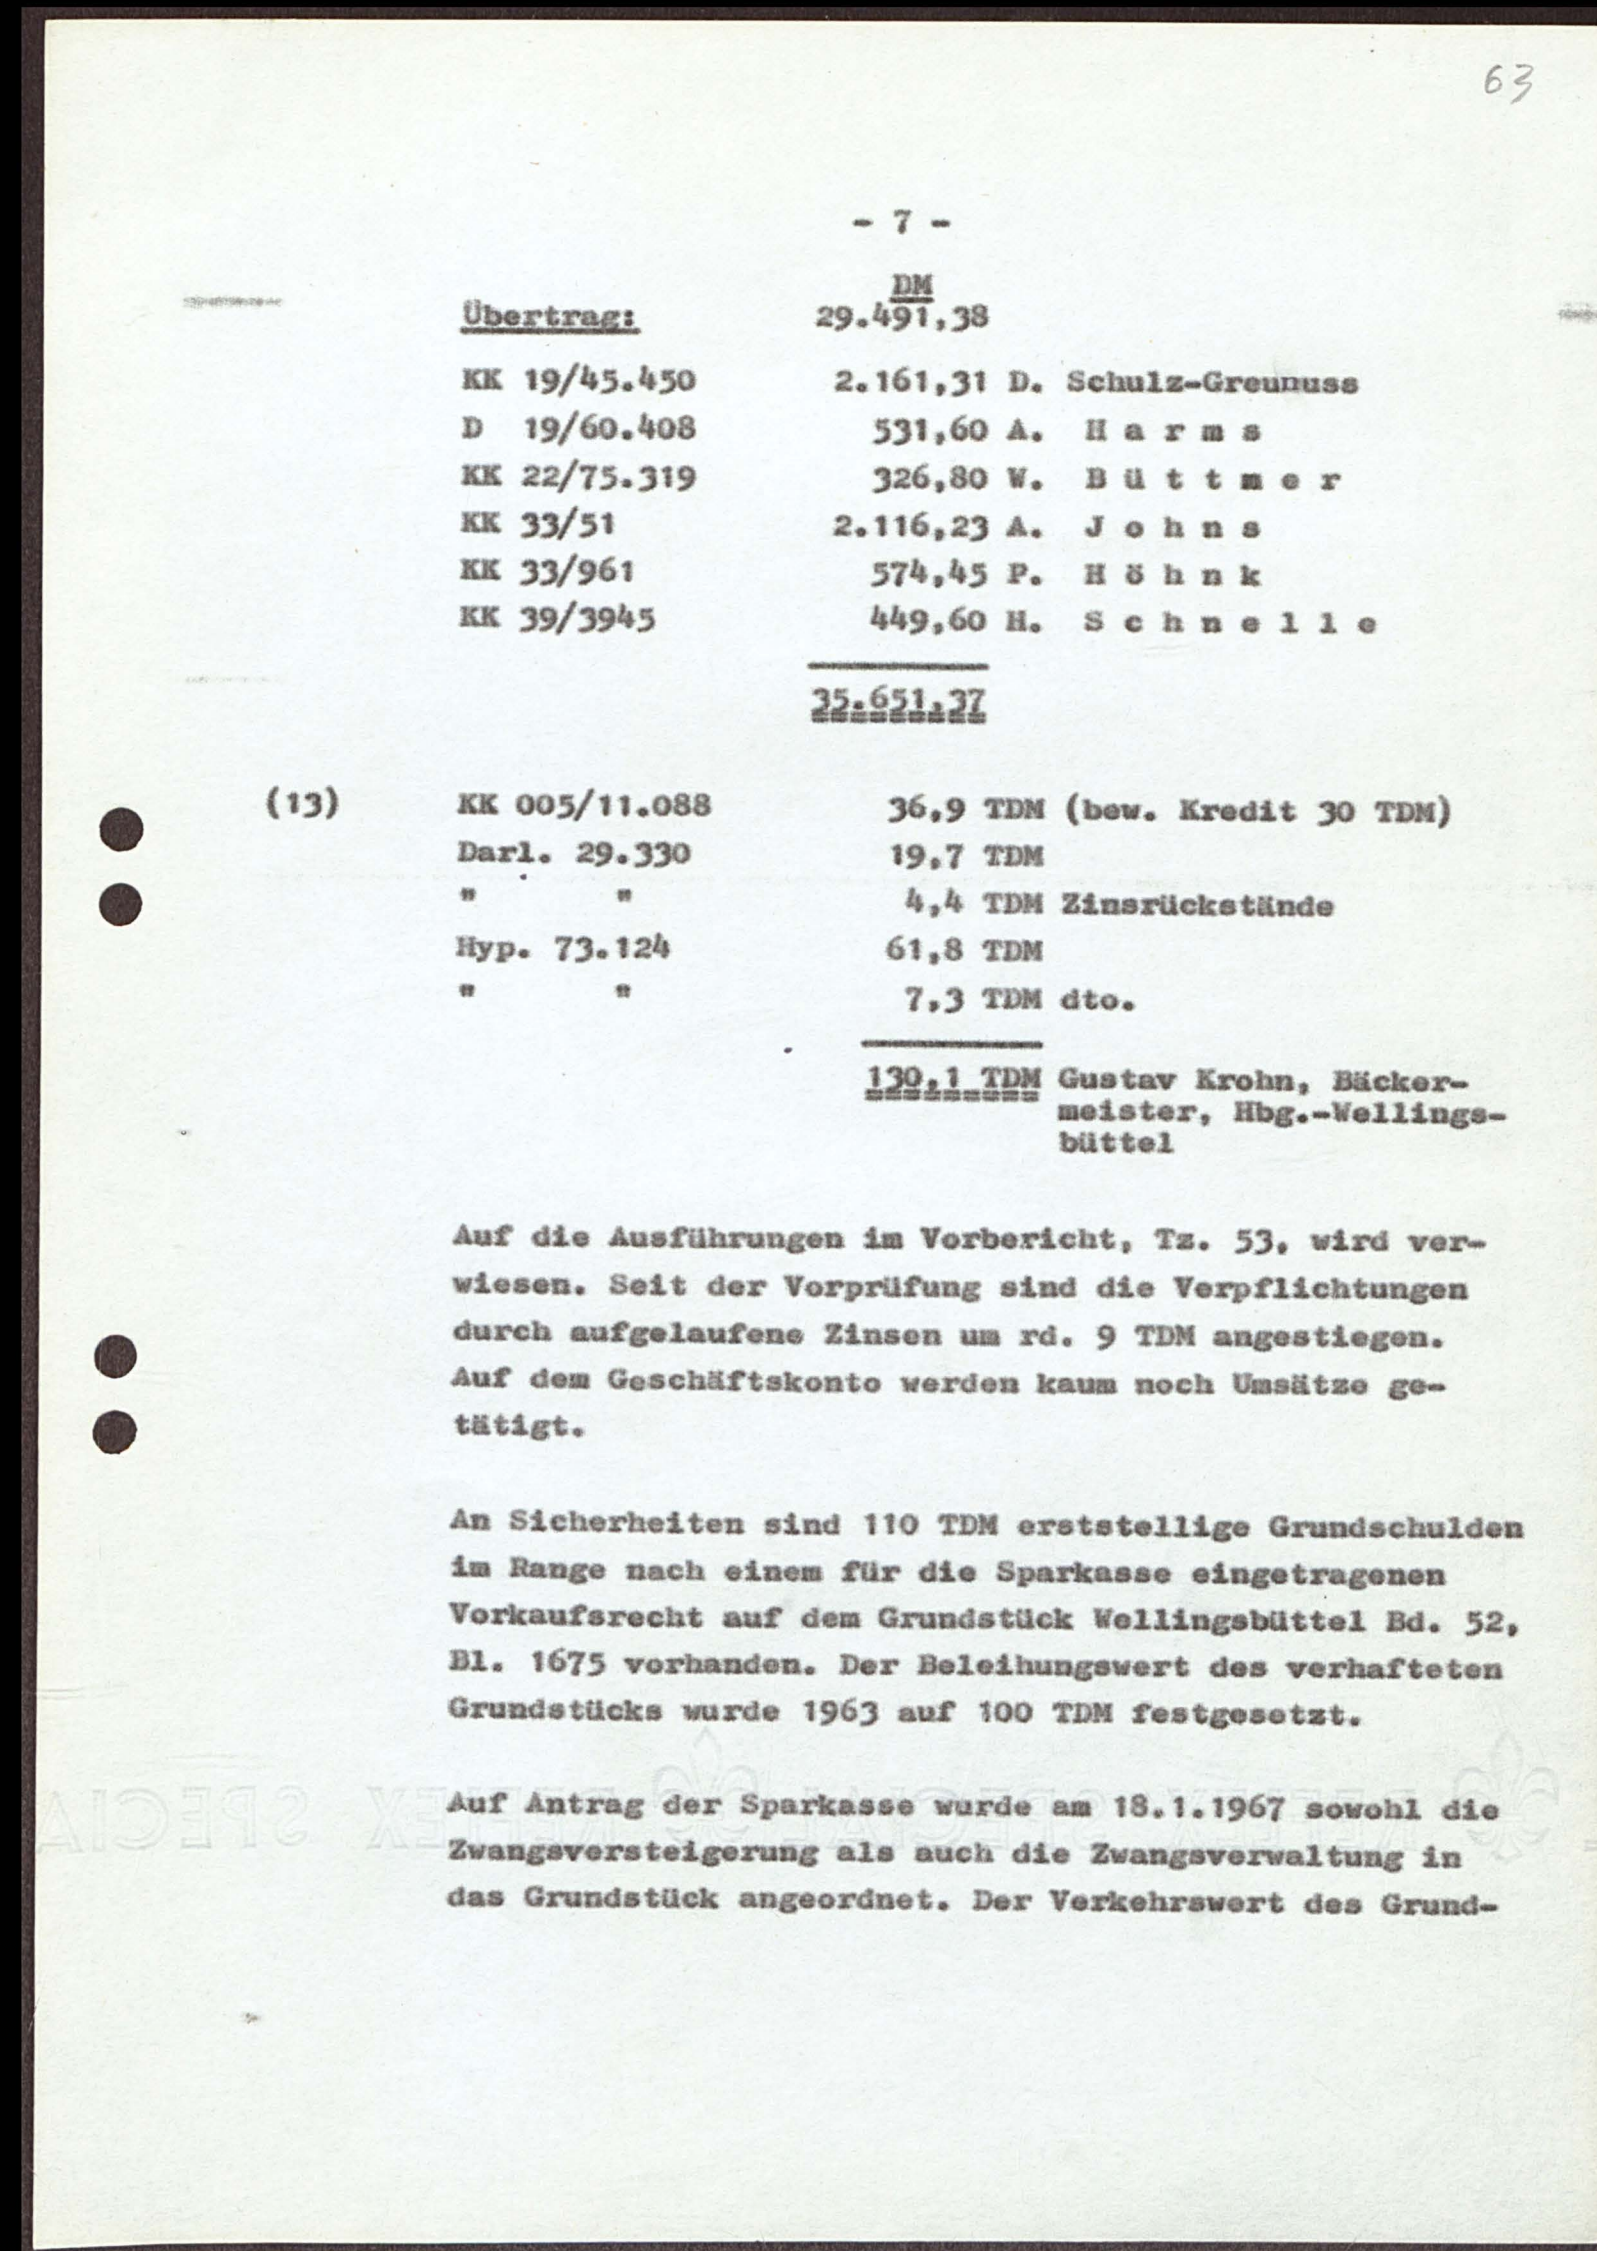 63
- 7 -
DM
Übertrag: 29.491,38
KK 19/45.450 2.161,31 D. Schulz-Greunuss
D 19/60.408 531,60 A. H a r m s
KK 22/75.319 326,80 W. B ü t t m e r
KK 33/51 2.116,23 A. J o h n s
KK 33/961 574,45 P. H ö h n k
KK 39/3945 449,60 H. S c h n e l l e
35.651,37
(13) KK 005/11.088 36,9 TDM (bew. Kredit 30 TDM)
Darl. 29.330 19,7 TDM
" " 4,4 TDM Zinsrückstände
Hyp. 73.124 61,8 TDM
" " 7,3 TDM dto.
130,1 TDM Gustav Krohn, Bäcker-
meister, Hbg.-Wellings-
büttel
Auf die Ausführungen im Vorbericht, Tz. 53, wird ver-
wiesen. Seit der Vorprüfung sind die Verpflichtungen
durch aufgelaufene Zinsen um rd. 9 TDM angestiegen.
Auf dem Geschäftskonto werden kaum noch Umsätze ge-
tätigt.
An Sicherheiten sind 110 TDM erststellige Grundschulden
im Range nach einem für die Sparkasse eingetragenen
Vorkaufsrecht auf dem Grundstück Wellingsbüttel Bd. 52,
Bl. 1675 vorhanden. Der Beleihungswert des verhafteten
Grundstücks wurde 1963 auf 100 TDM festgesetzt.
Auf Antrag der Sparkasse wurde am 18.1.1967 sowohl die
Zwangsversteigerung als auch die Zwangsverwaltung in
das Grundstück angeordnet. Der Verkehrswert des Grund-